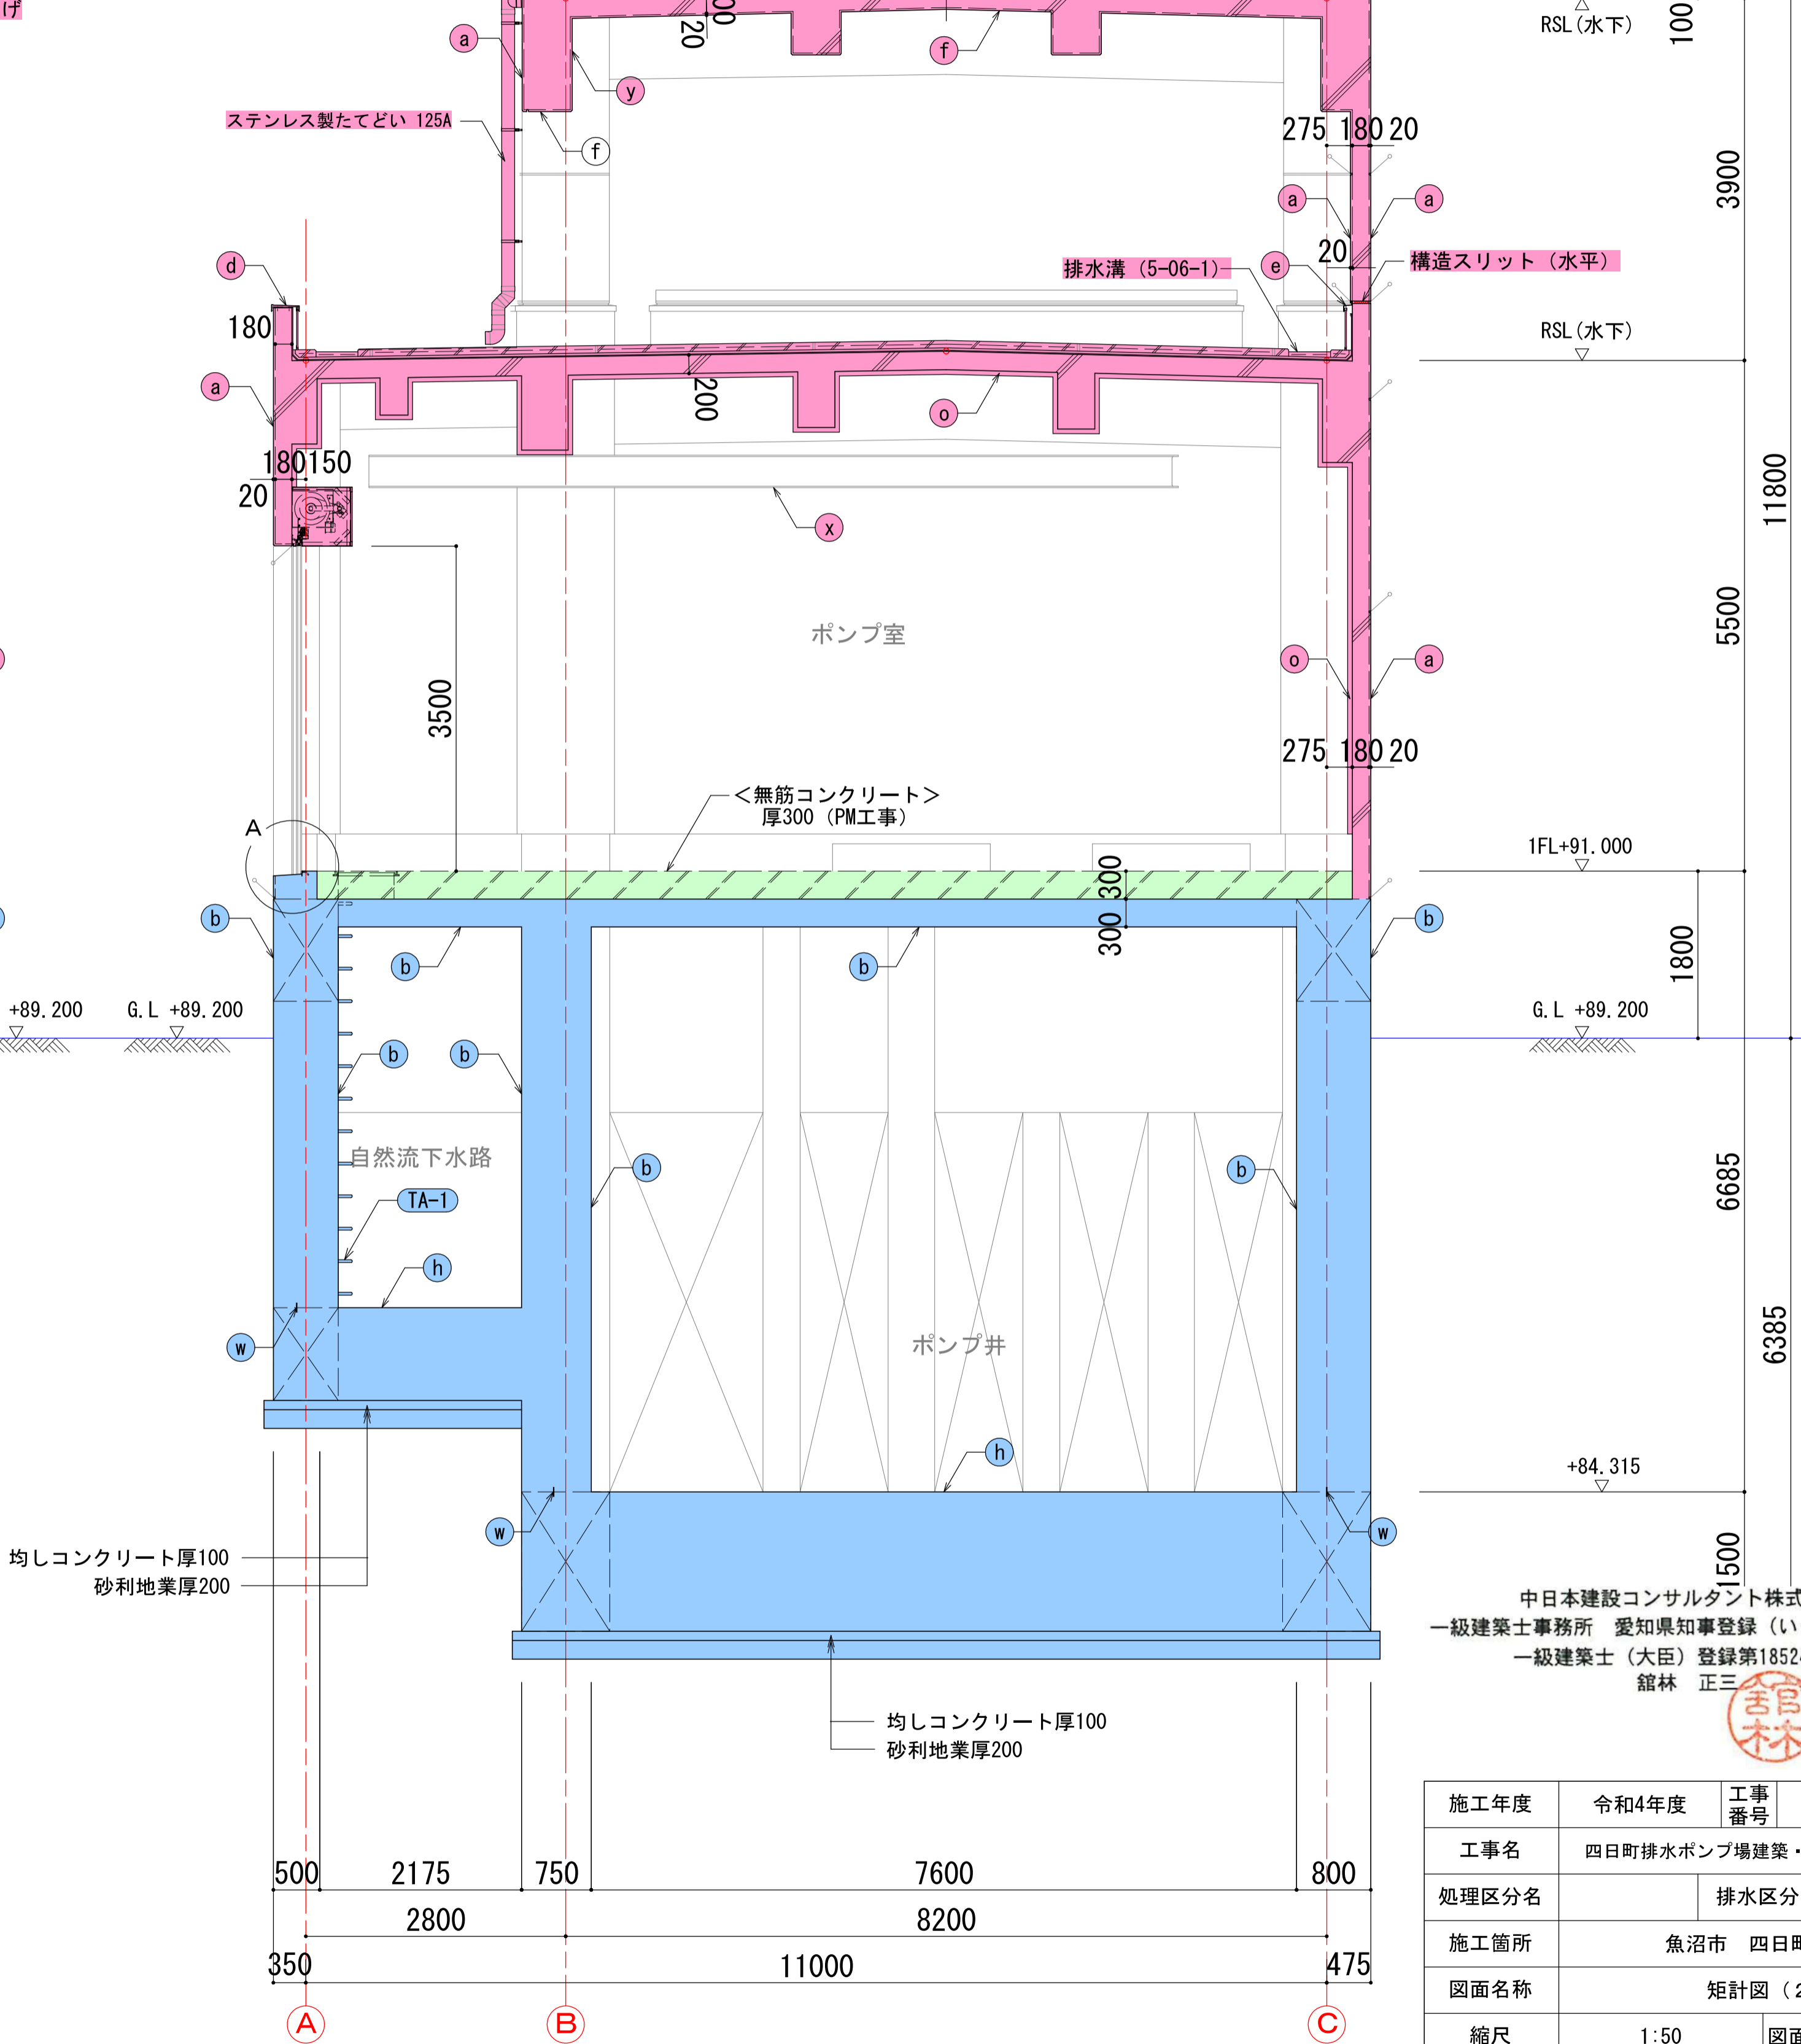 げ
00
20
a
f
y
ステンレス製たてどい 125A
f
RSL(水下)
100
275 180 20
3900
a
a
20
d
排水溝（5-06-1）
e
構造スリット（水平）
180
RSL(水下)
a
200
o
180 150
20
x
11800
ポンプ室
5500
o
a
3500
275 180 20
＜無筋コンクリート＞
厚300（PM工事）
A
1FL+91.000
300
300
b
b
b
b
1800
+89.200
G.L +89.200
G.L +89.200
b
b
自然流下水路
b
b
TA-1
6685
h
ポンプ井
w
6385
h
+84.315
w
w
均しコンクリート厚100
砂利地業厚200
1500
中日本建設コンサルタント株式
一級建築士事務所　愛知県知事登録（い
一級建築士（大臣）登録第1852
舘林　正三
舘林
均しコンクリート厚100
砂利地業厚200
施工年度 令和4年度 工事番号
工事名 四日町排水ポンプ場建築・
処理区分名 排水区分
施工箇所 魚沼市　四日町
図面名称 矩計図（2
縮尺 1:50 図面
500 2175 750 7600 800
2800 8200
350 11000 475
A B C